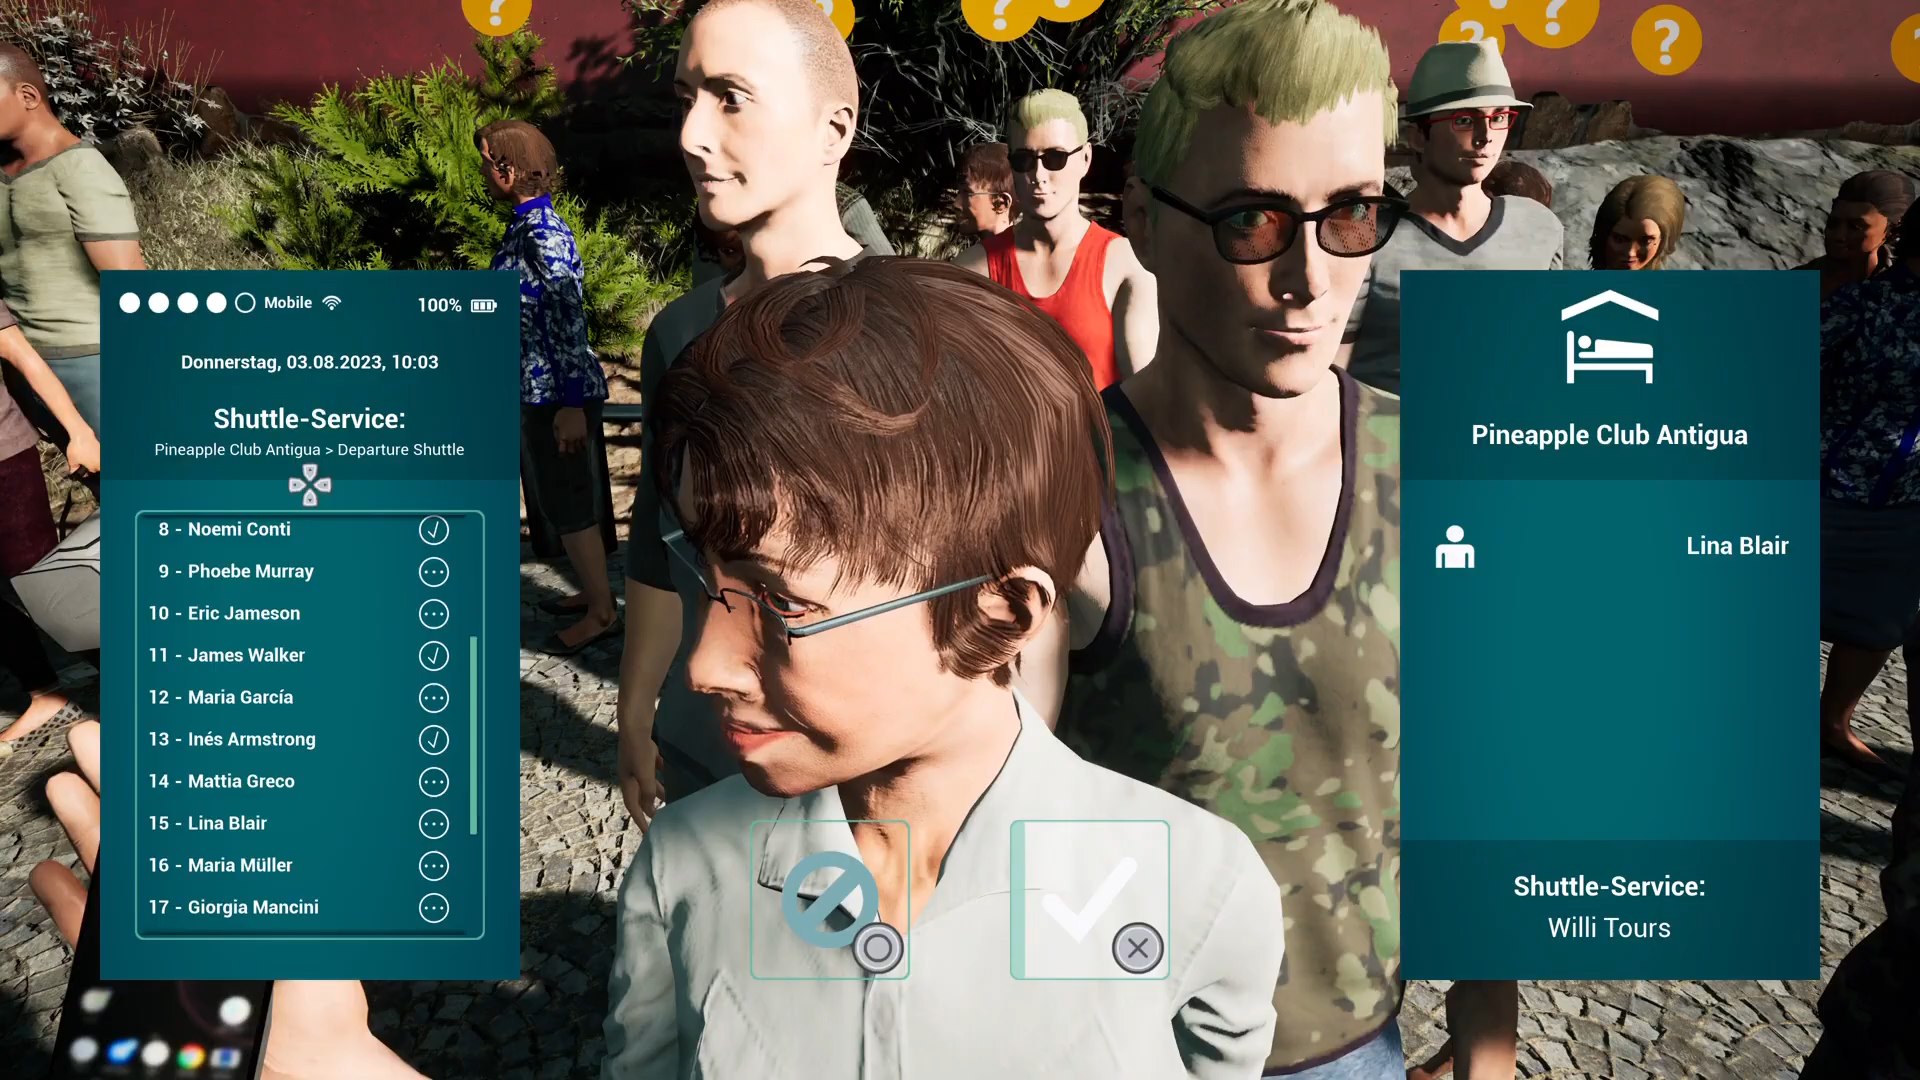 Mobile
100%
Donnerstag, 03.08.2023, 10:03
Shuttle-Service:
Pineapple Club Antigua > Departure Shuttle
8 - Noemi Conti
9 - Phoebe Murray
10 - Eric Jameson
11 - James Walker
12 - Maria García
13 - Inés Armstrong
14 - Mattia Greco
15 - Lina Blair
16 - Maria Müller
17 - Giorgia Mancini
Pineapple Club Antigua
Lina Blair
Shuttle-Service:
Willi Tours